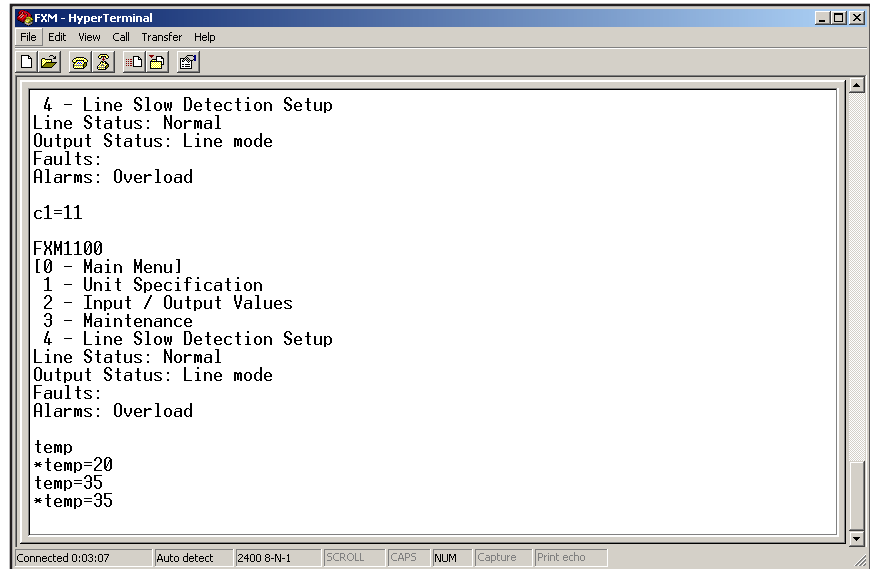 FXM - HyperTerminal
File Edit View Call Transfer Help
4 - Line Slow Detection Setup
Line Status: Normal
Output Status: Line mode
Faults:
Alarms: Overload
c1=11
FXM1100
[0 - Main Menu]
1 - Unit Specification
2 - Input / Output Values
3 - Maintenance
4 - Line Slow Detection Setup
Line Status: Normal
Output Status: Line mode
Faults:
Alarms: Overload
temp
*temp=20
temp=35
*temp=35
Connected 0:03:07 Auto detect 2400 8-N-1 SCROLL CAPS NUM Capture Print echo